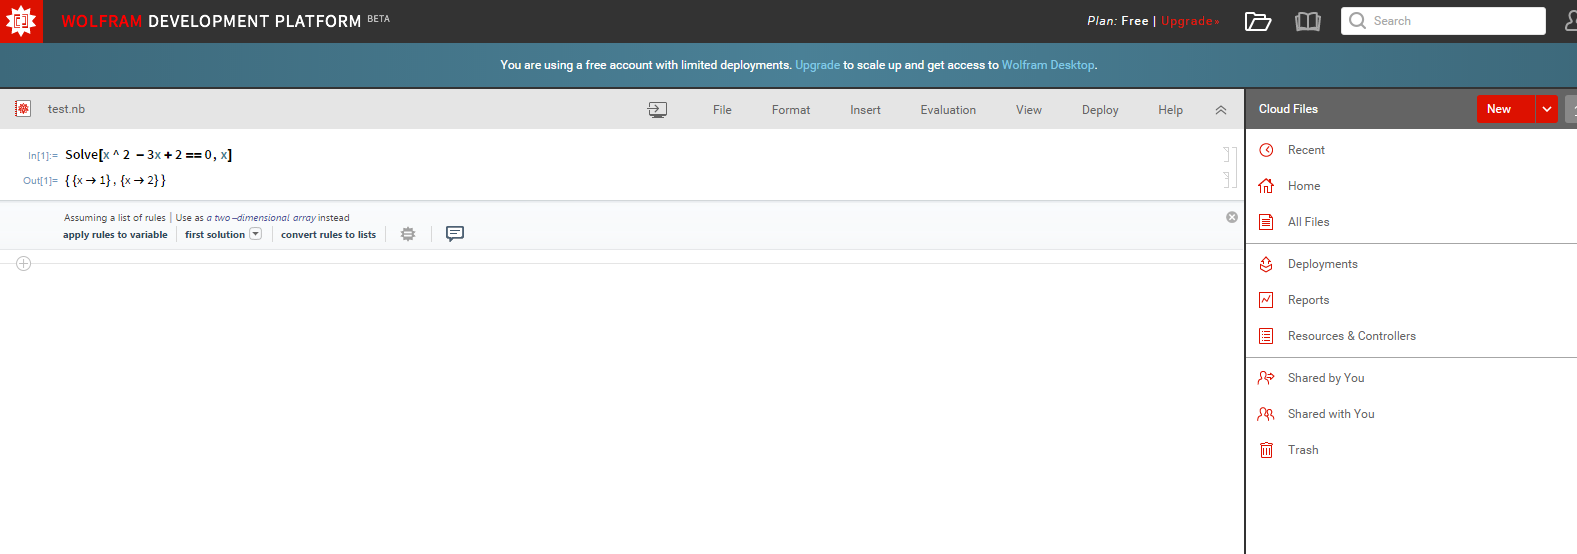 WOLFRAM DEVELOPMENT PLATFORM BETA
Plan: Free | Upgrade»
Search
You are using a free account with limited deployments. Upgrade to scale up and get access to Wolfram Desktop.
test.nb
File Format Insert Evaluation View Deploy Help
In[1]:= Solve[x ^ 2 - 3x + 2 == 0, x]
Out[1]= {{x → 1}, {x → 2}}
Assuming a list of rules | Use as a two-dimensional array instead
apply rules to variable first solution convert rules to lists
Cloud Files New
Recent
Home
All Files
Deployments
Reports
Resources & Controllers
Shared by You
Shared with You
Trash